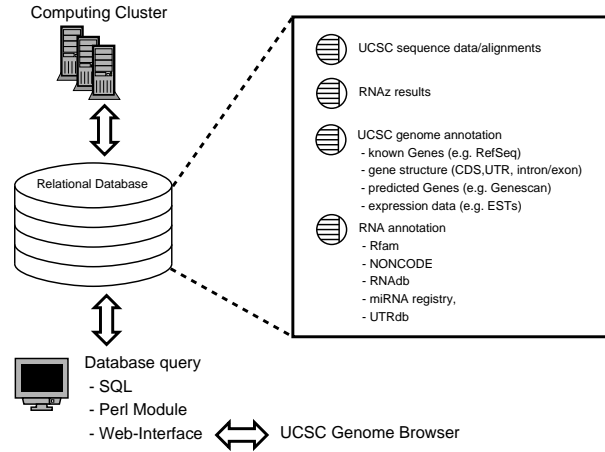 Computing Cluster
Relational Database
UCSC sequence data/alignments
RNAz results
UCSC genome annotation
- known Genes (e.g. RefSeq)
- gene structure (CDS,UTR, intron/exon)
- predicted Genes (e.g. Genescan)
- expression data (e.g. ESTs)
RNA annotation
- Rfam
- NONCODE
- RNAdb
- miRNA registry,
- UTRdb
Database query
- SQL
- Perl Module
- Web-Interface
UCSC Genome Browser